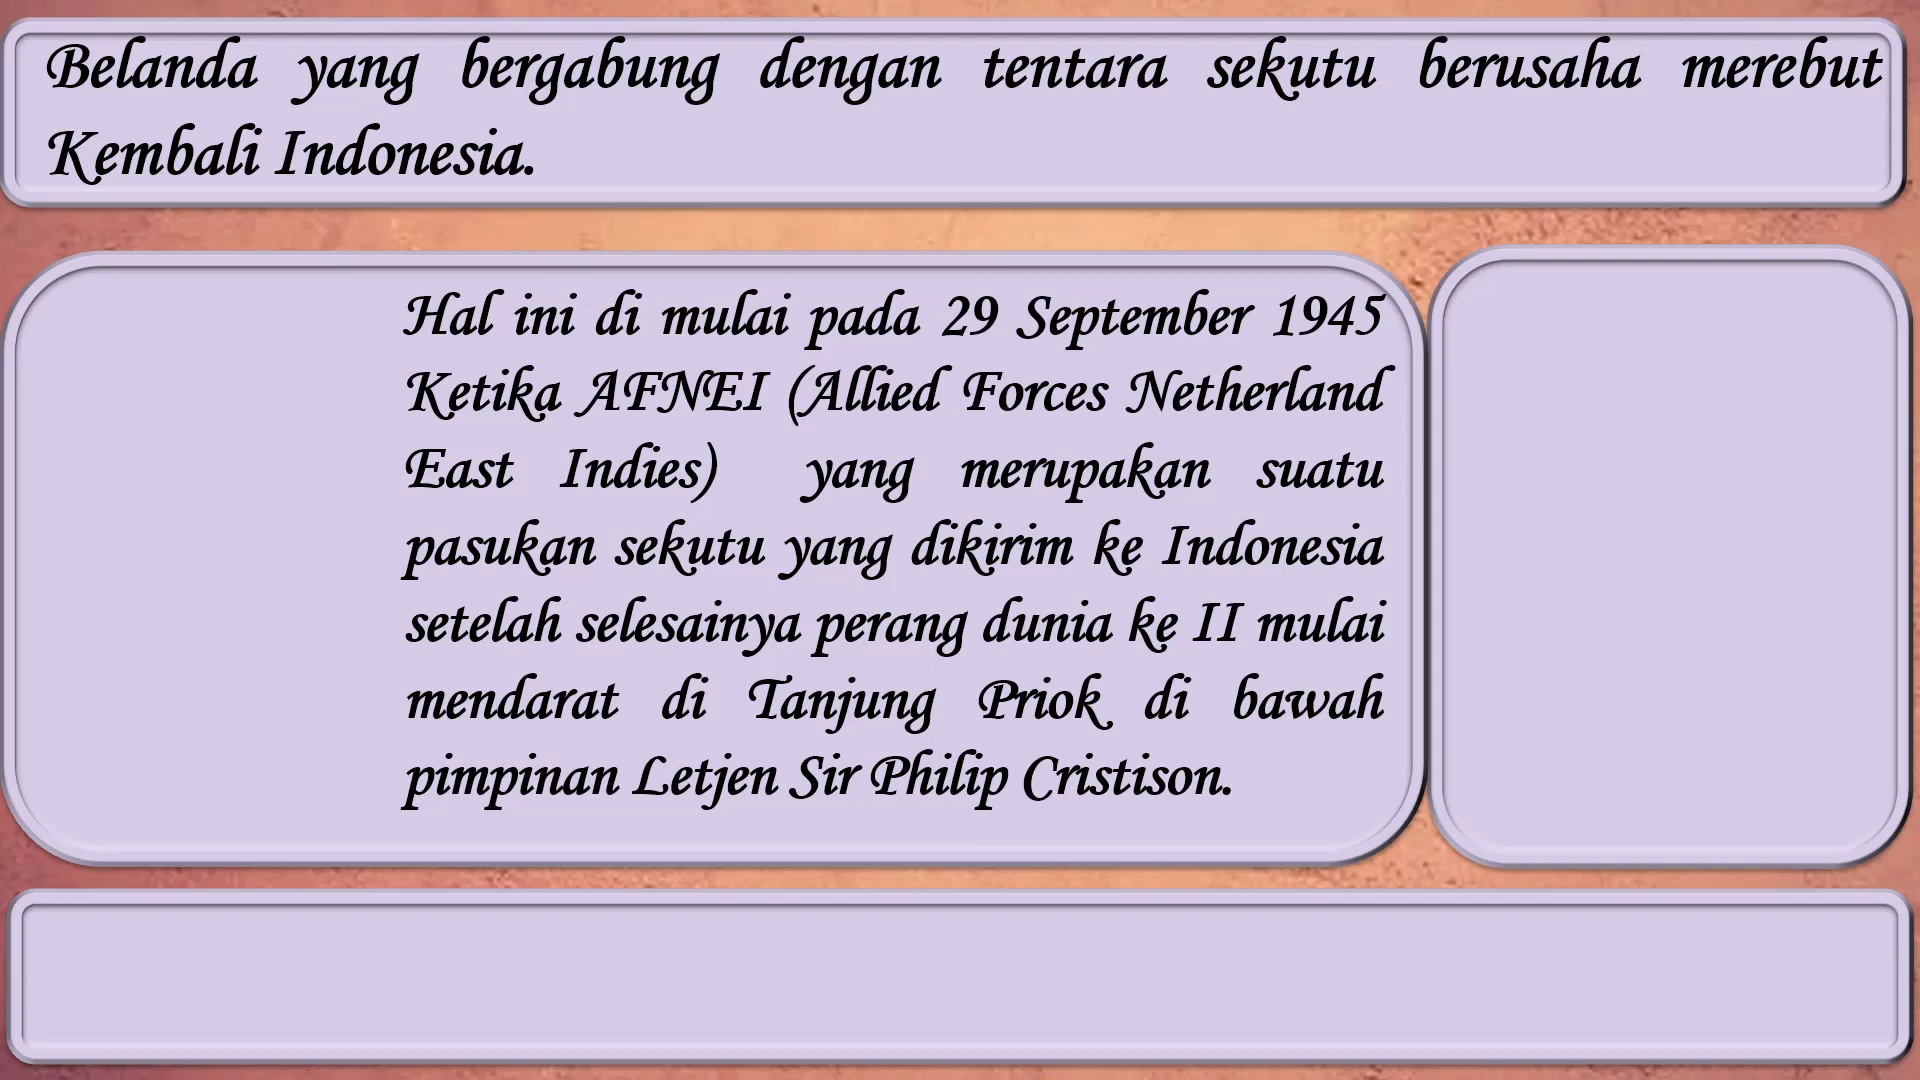 Belanda yang bergabung dengan tentara sekutu berusaha merebut
Kembali Indonesia.
Hal ini di mulai pada 29 September 1945
Ketika AFNEI (Allied Forces Netherland
East Indies) yang merupakan suatu
pasukan sekutu yang dikirim ke Indonesia
setelah selesainya perang dunia ke II mulai
mendarat di Tanjung Priok di bawah
pimpinan Letjen Sir Philip Cristison.